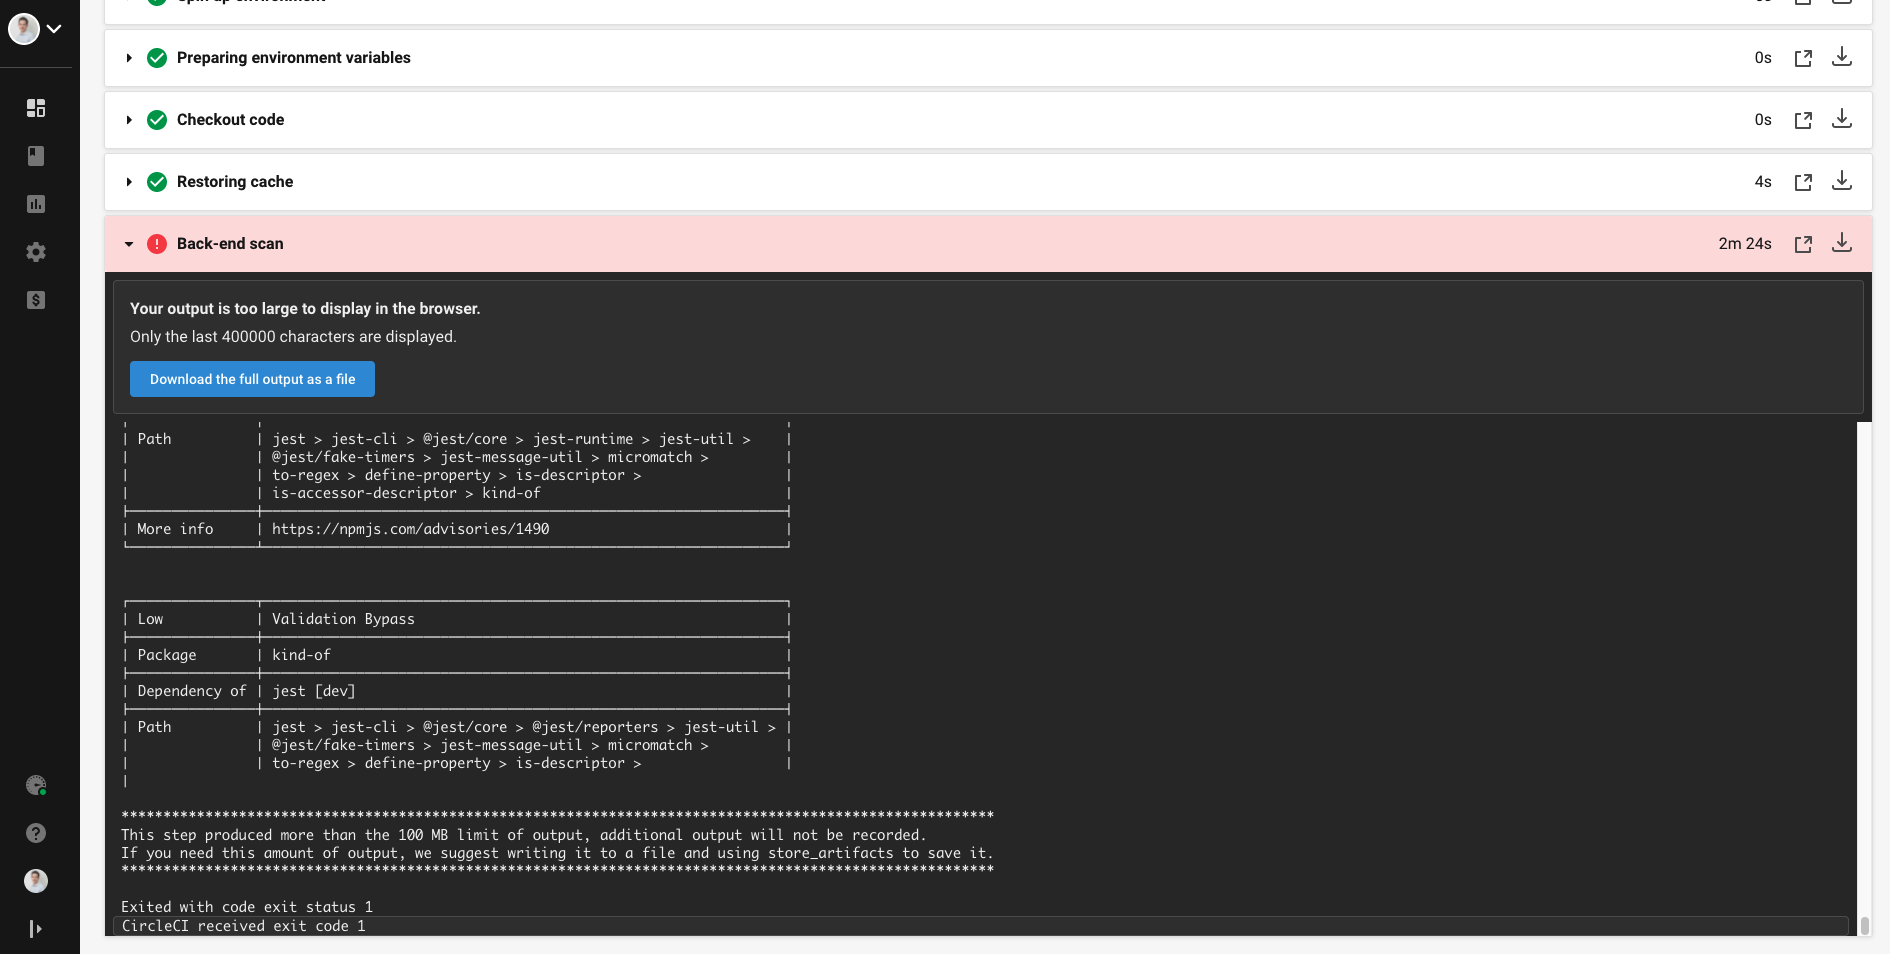 Spin up environment
0s
Preparing environment variables
0s
Checkout code
0s
Restoring cache
4s
Back-end scan
2m 24s
Your output is too large to display in the browser.
Only the last 400000 characters are displayed.
Download the full output as a file
| Path | jest > jest-cli > @jest/core > jest-runtime > jest-util > |
| | @jest/fake-timers > jest-message-util > micromatch > |
| | to-regex > define-property > is-descriptor > |
| | is-accessor-descriptor > kind-of |
| More info | https://npmjs.com/advisories/1490 |
| Low | Validation Bypass |
| Package | kind-of |
| Dependency of | jest [dev] |
| Path | jest > jest-cli > @jest/core > @jest/reporters > jest-util > |
| | @jest/fake-timers > jest-message-util > micromatch > |
| | to-regex > define-property > is-descriptor > |
|
********************************************************************************************************
This step produced more than the 100 MB limit of output, additional output will not be recorded.
If you need this amount of output, we suggest writing it to a file and using store_artifacts to save it.
********************************************************************************************************
Exited with code exit status 1
CircleCI received exit code 1